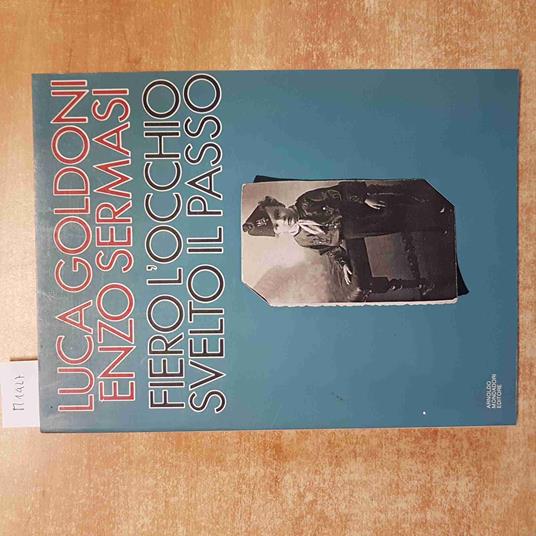 LUCA GOLDONI
ENZO SERMASI
FIERO L'OCCHIO
SVELTO IL PASSO
ARNOLDO
MONDADORI
EDITORE